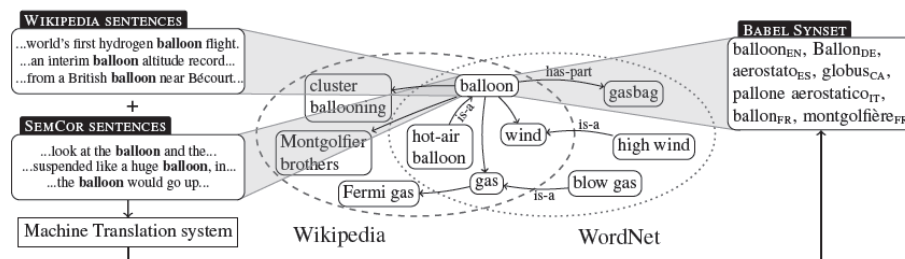 WIKIPEDIA SENTENCES
...world's first hydrogen balloon flight.
...an interim balloon altitude record...
...from a British balloon near Bécourt...
+
SEMCOR SENTENCES
...look at the balloon and the...
...suspended like a huge balloon, in...
...the balloon would go up...
Machine Translation system
cluster
ballooning
Montgolfier
brothers
Fermi gas
hot-air
balloon
is-a
balloon
has-part
gasbag
wind
is-a
high wind
gas
is-a
blow gas
Wikipedia
WordNet
BABEL SYNSET
balloonEN, BallonDE,
aerostatoES, globusCA,
pallone aerostaticoIT,
ballonFR, montgolfièreFR